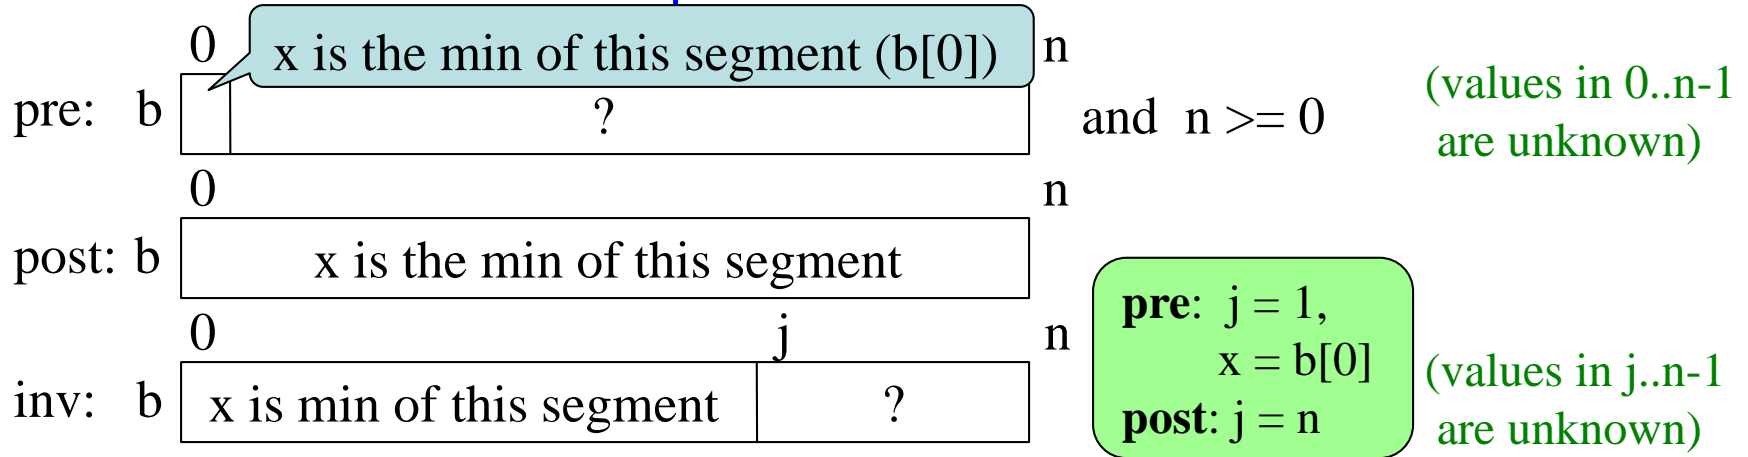 0 x is the min of this segment (b[0]) n
pre: b ? and n >= 0 (values in 0..n-1
are unknown)
0 n
post: b x is the min of this segment
0 j n
inv: b x is min of this segment ?
pre: j = 1,
x = b[0]
post: j = n
(values in j..n-1
are unknown)